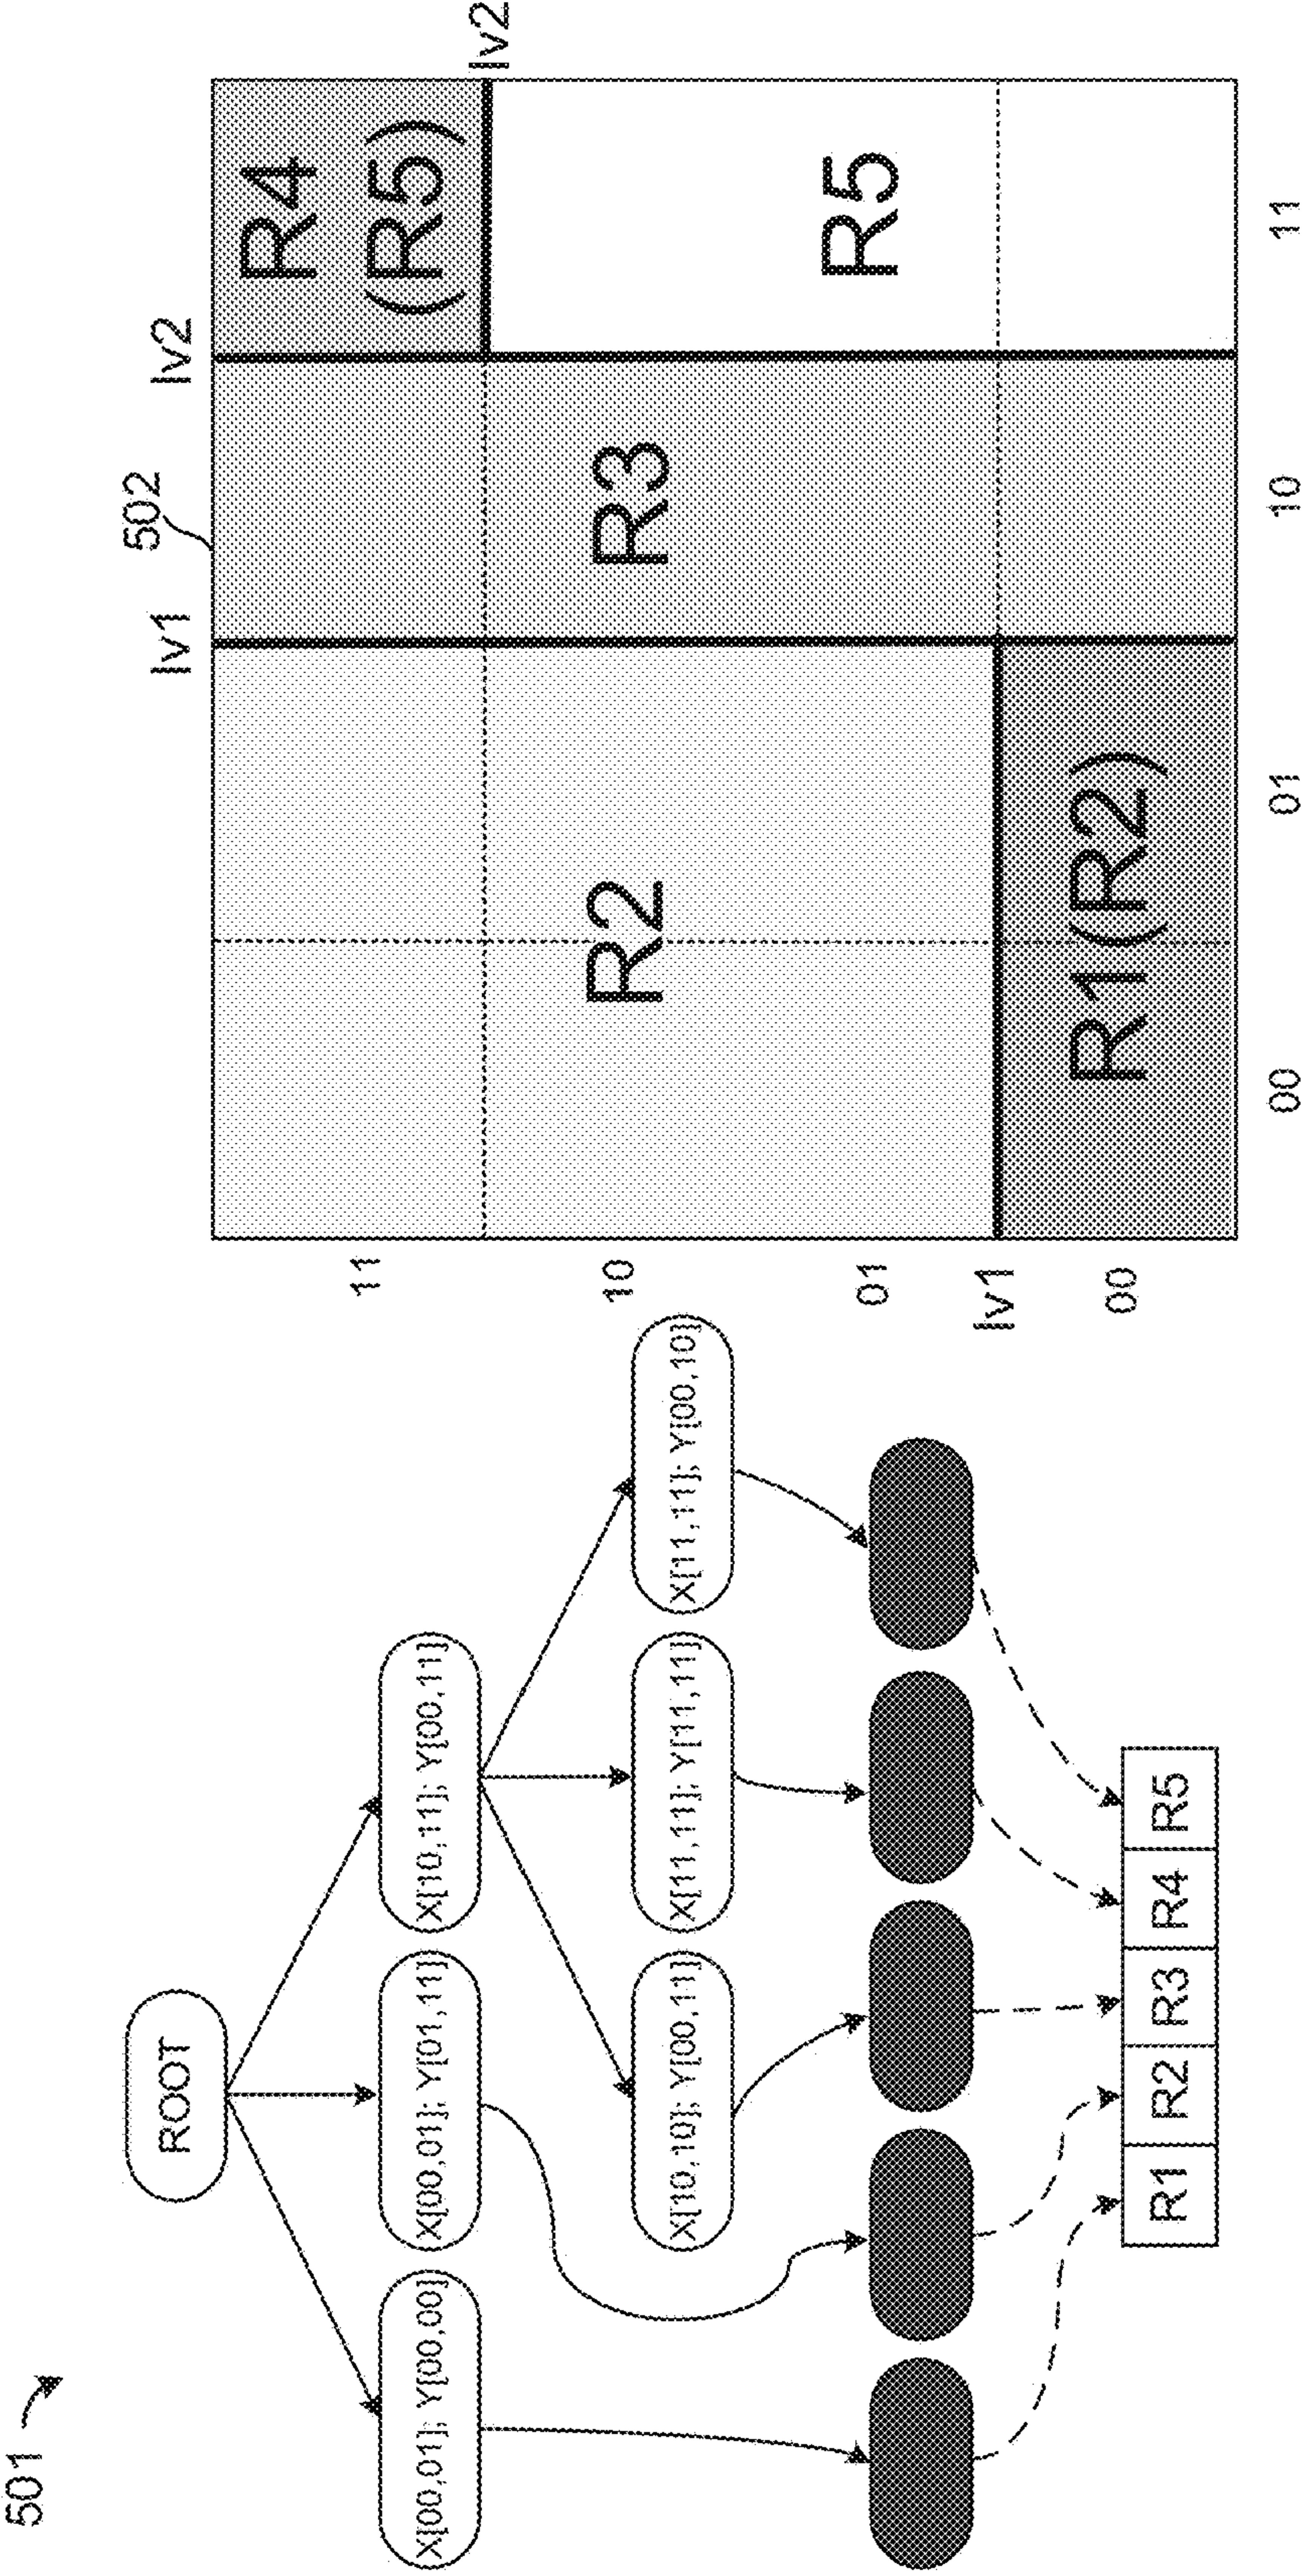 501
ROOT
X[00,01]; Y[00,00]
X[00,01]; Y[01,11]
X[10,11]; Y[00,11]
X[10,10]; Y[00,11]
X[11,11]; Y[11,11]
X[11,11]; Y[00,10]
R1 R2 R3 R4 R5
lv1
502
lv2
11
10
01
lv1
00
R2
R1(R2)
R3
R4
(R5)
R5
lv2
00
01
10
11